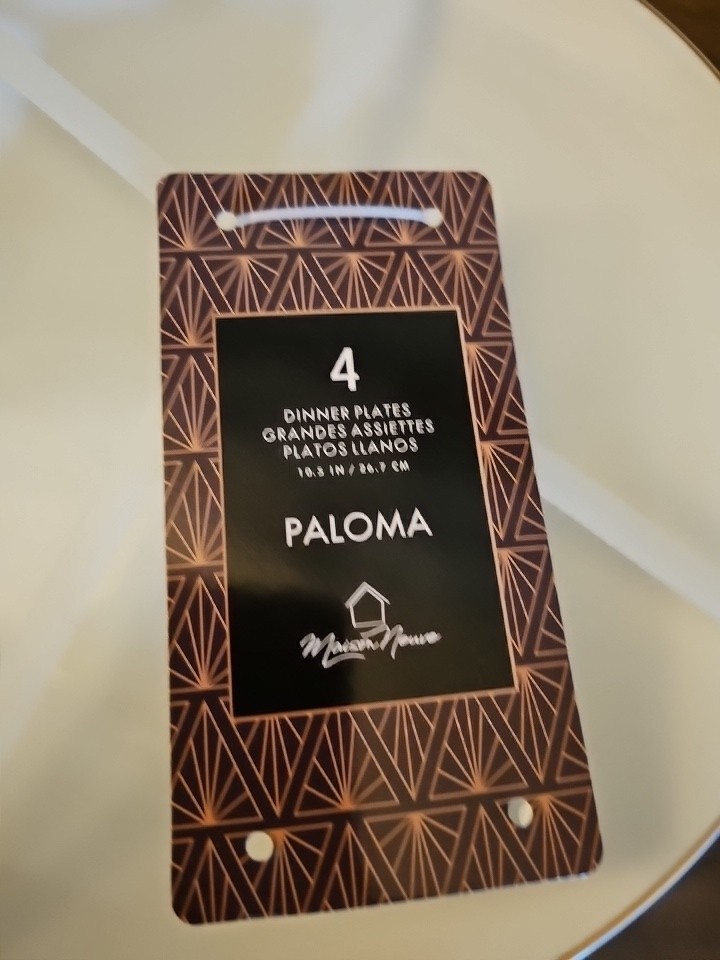 4
DINNER PLATES
GRANDES ASSIETTES
PLATOS LLANOS
10.5 IN / 26.7 CM
PALOMA
Maison Neuve